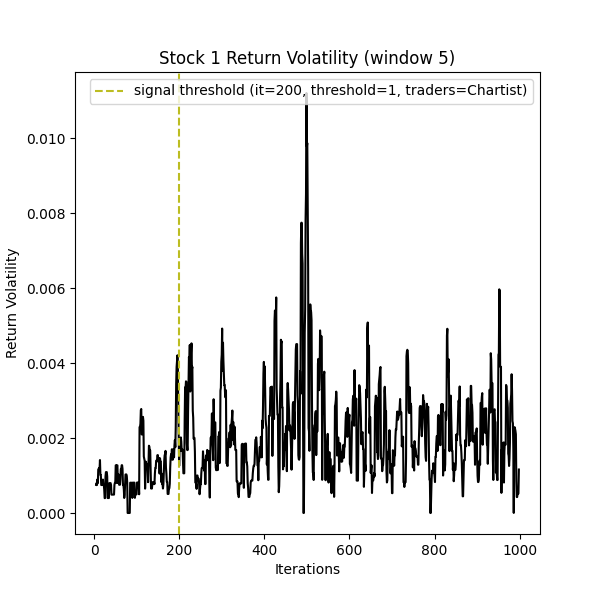 Stock 1 Return Volatility (window 5)
signal threshold (it=200, threshold=1, traders=Chartist)
0.010
0.008
0.006
0.004
0.002
0.000
Return Volatility
0 200 400 600 800 1000
Iterations